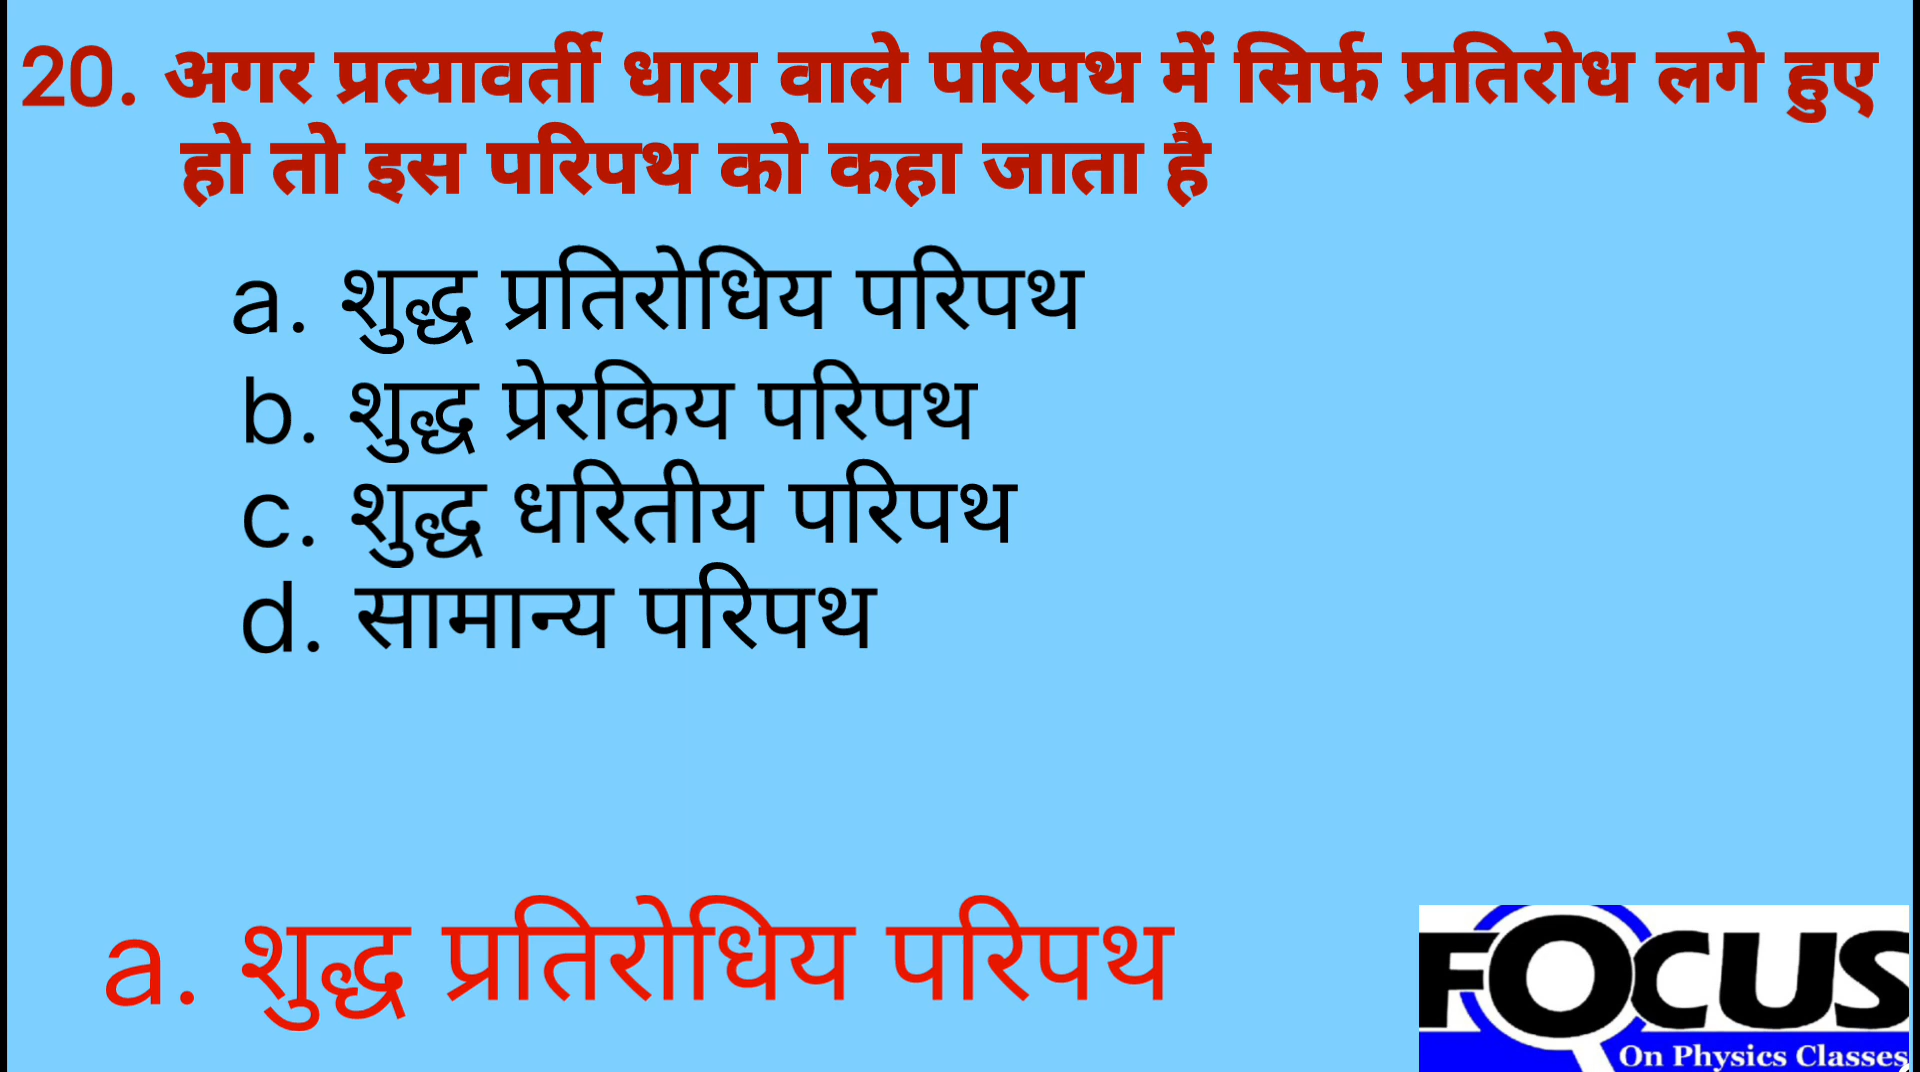 20. अगर प्रत्यावर्ती धारा वाले परिपथ में सिर्फ प्रतिरोध लगे हुए
हो तो इस परिपथ को कहा जाता है
a. शुद्ध प्रतिरोधिय परिपथ
b. शुद्ध प्रेरकिय परिपथ
c. शुद्ध धरितीय परिपथ
d. सामान्य परिपथ
a. शुद्ध प्रतिरोधिय परिपथ
FOCUS
On Physics Classes